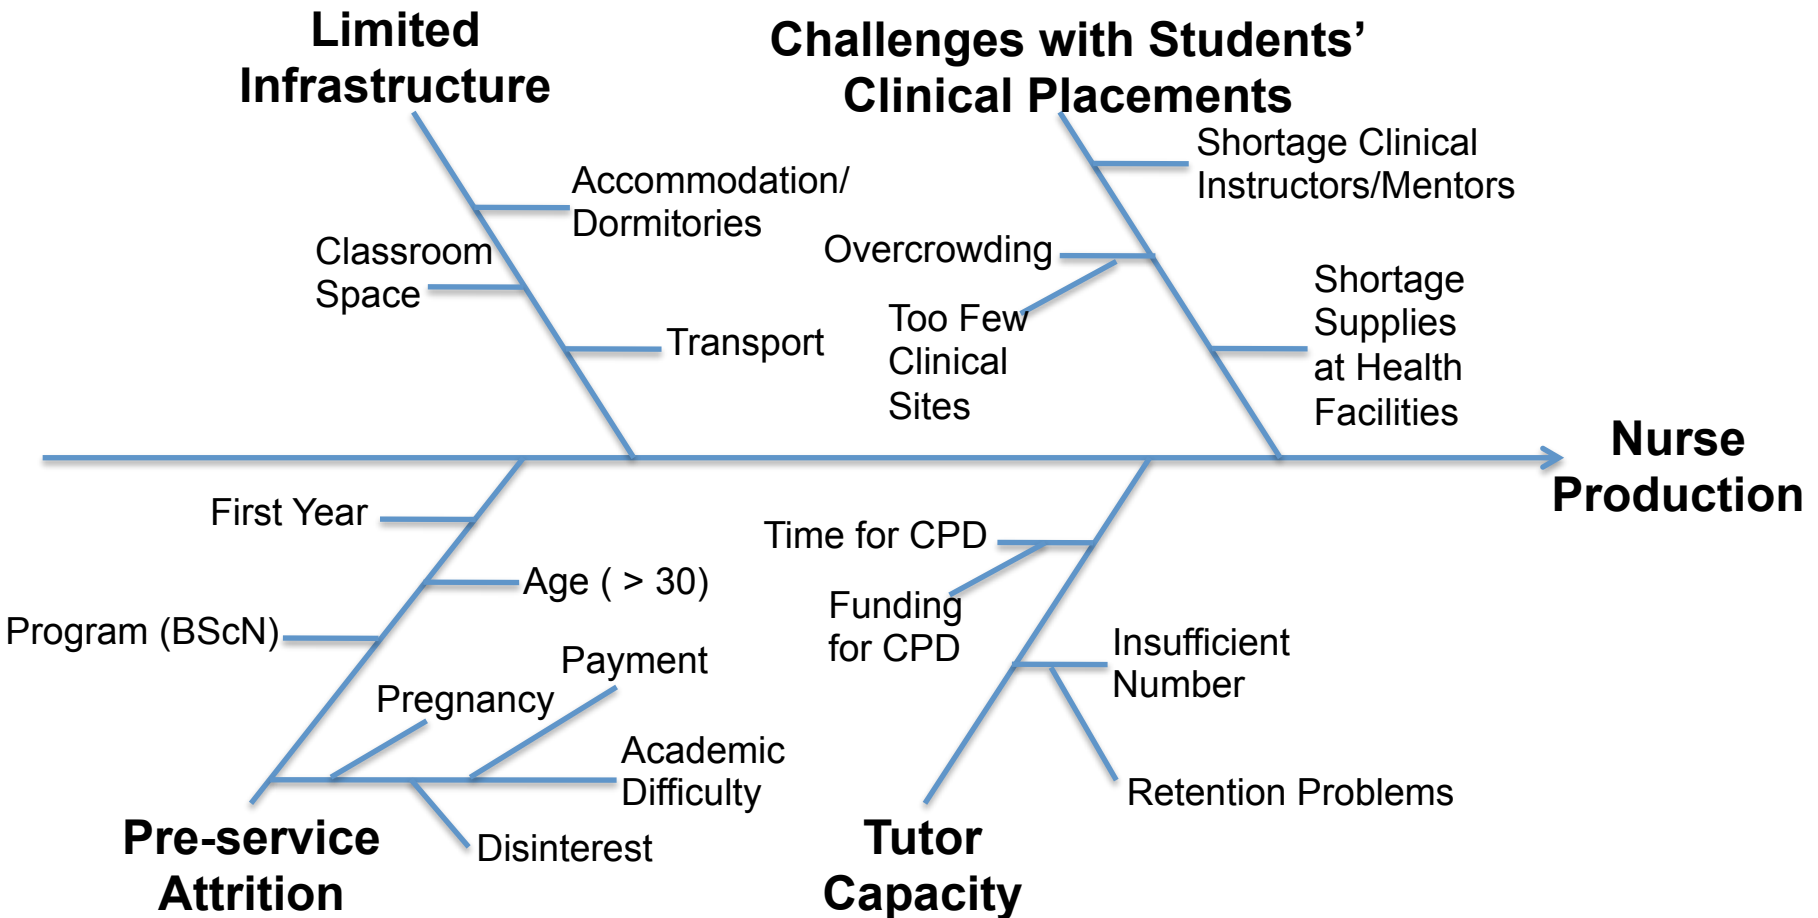 Limited
Infrastructure
Challenges with Students’
Clinical Placements
Accommodation/
Dormitories
Classroom
Space
Transport
Shortage Clinical
Instructors/Mentors
Overcrowding
Too Few
Clinical
Sites
Shortage
Supplies
at Health
Facilities
Nurse
Production
First Year
Age ( > 30)
Program (BScN)
Payment
Pregnancy
Academic
Difficulty
Disinterest
Pre-service
Attrition
Time for CPD
Funding
for CPD
Insufficient
Number
Retention Problems
Tutor
Capacity